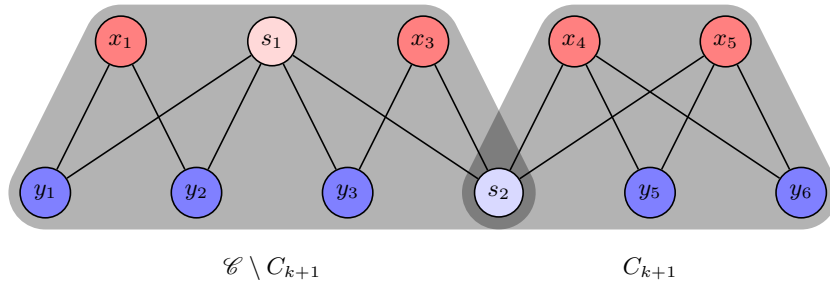 x₁ s₁ x₃ x₄ x₅
y₁ y₂ y₃ s₂ y₅ y₆
𝒞 \ Cₖ₊₁ Cₖ₊₁